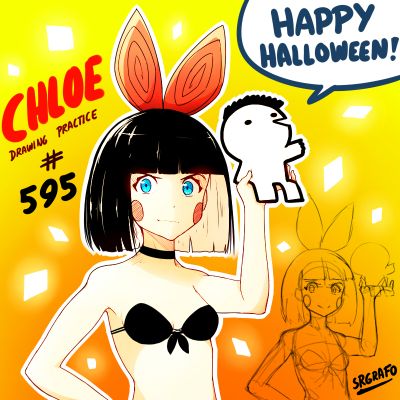 HAPPY
HALLOWEEN!
CHLOE
DRAWING PRACTICE
#
595
SRGRAFO